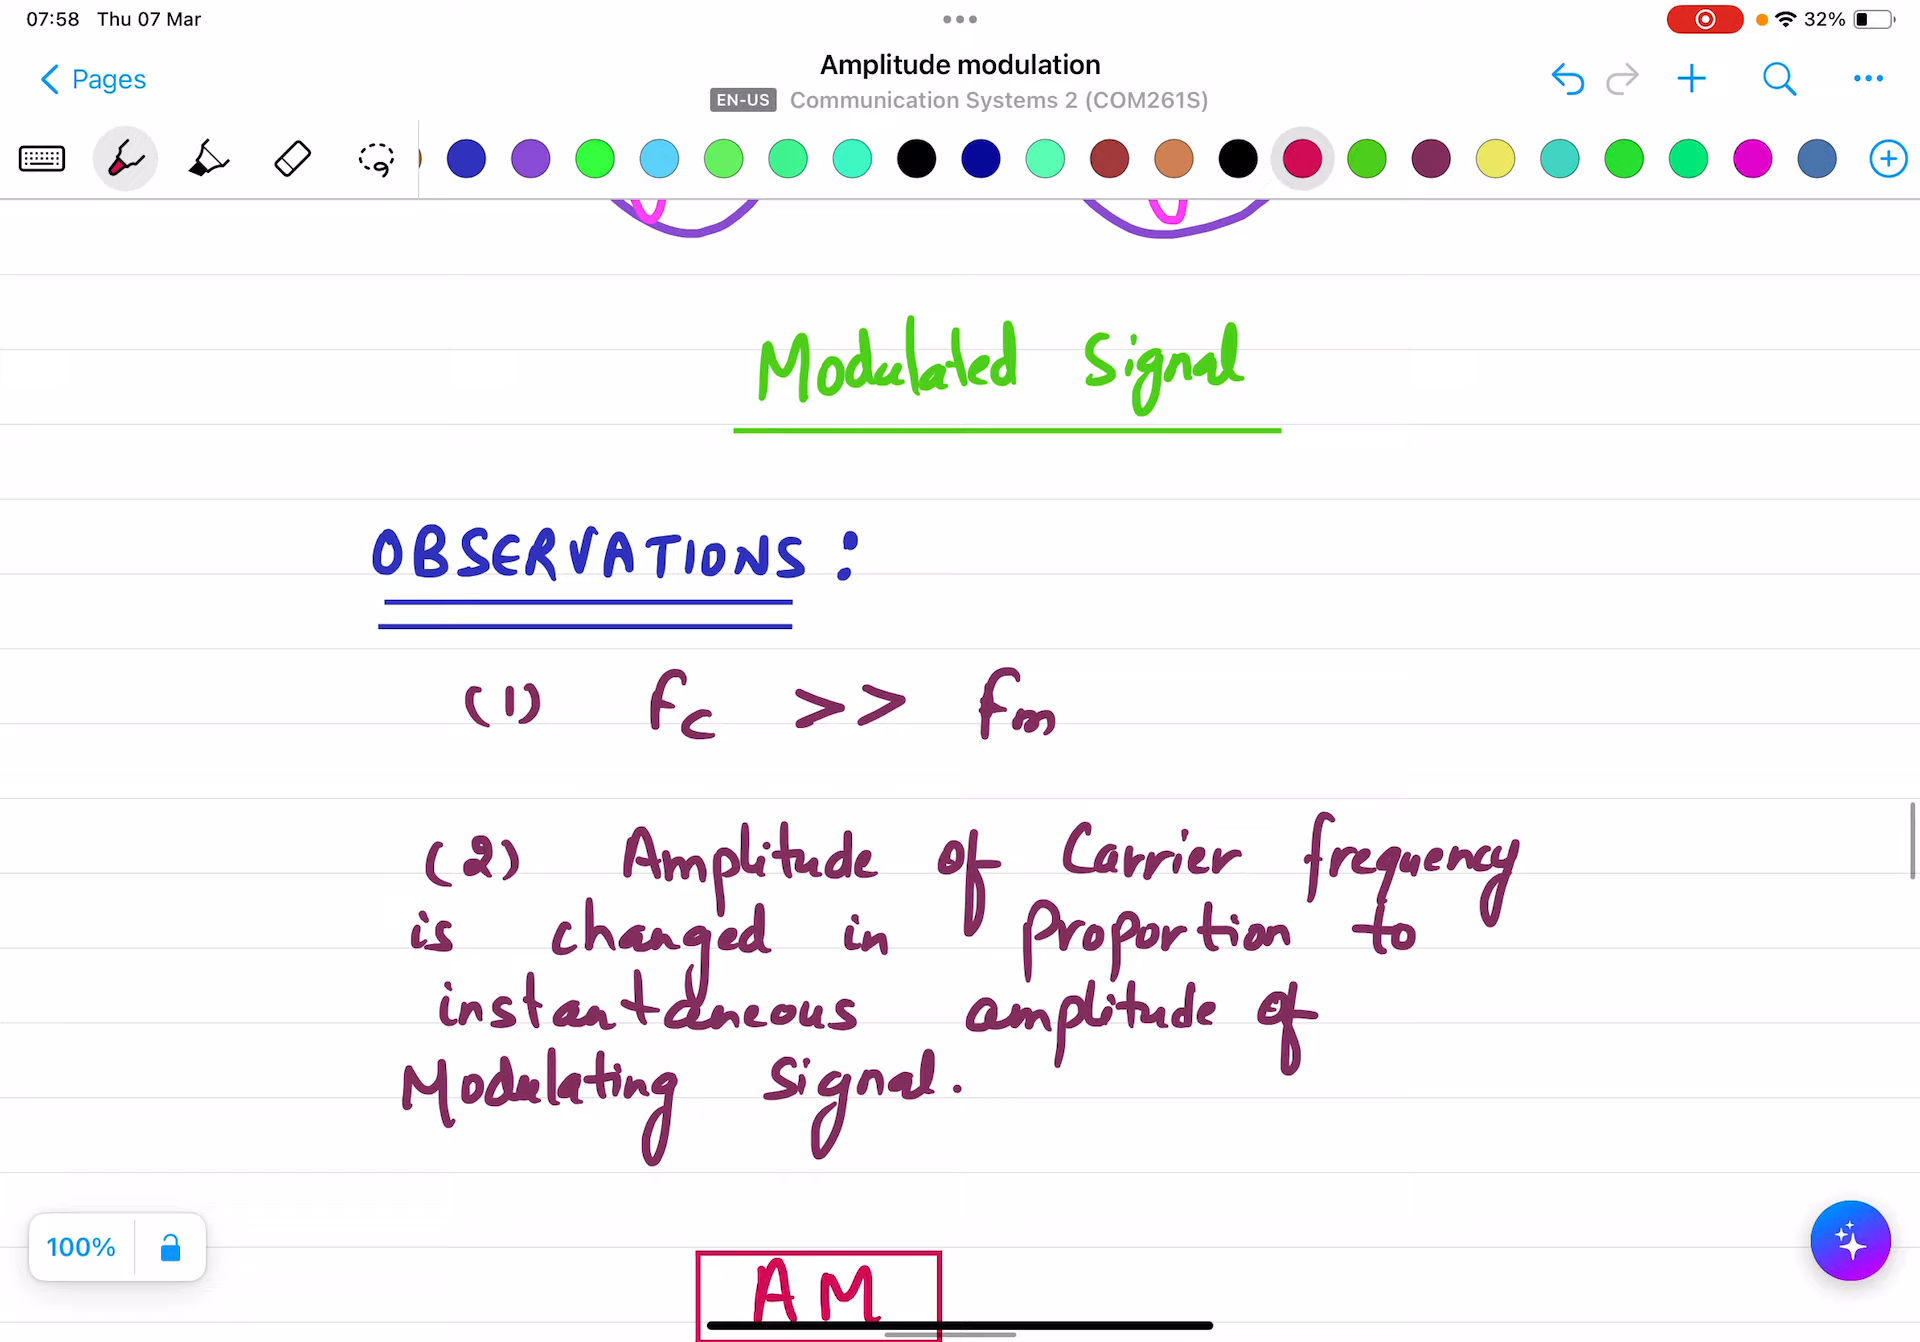 07:58 Thu 07 Mar
32%
Amplitude modulation
Pages
EN-US Communication Systems 2 (COM261S)
Modulated Signal
OBSERVATIONS :
(1) fc >> fm
(2) Amplitude of Carrier frequency
is changed in proportion to
instantaneous amplitude of
Modulating Signal.
100%
AM